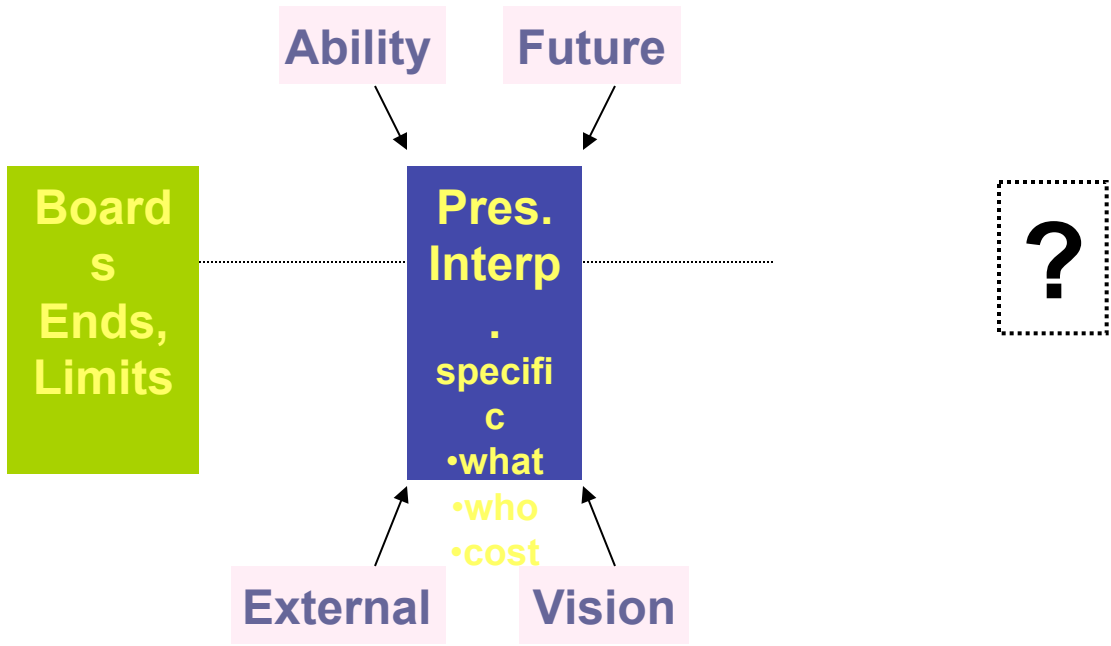 Ability
Future
Board
s
Ends,
Limits
Pres.
Interp
.
specifi
c
•what
•who
•cost
?
External
Vision